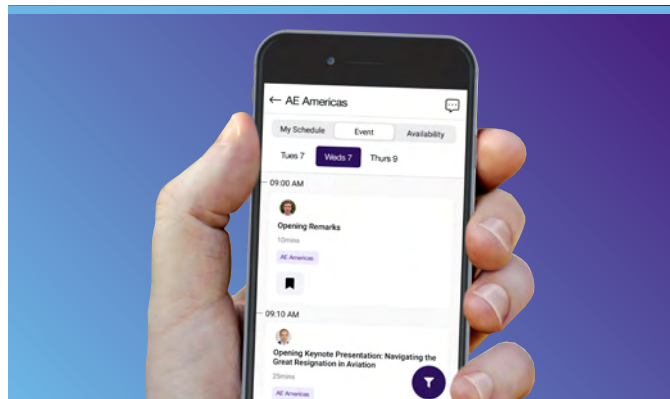 ← AE Americas
My Schedule Event Availability
Tues 7 Weds 7 Thurs 9
09:00 AM
Opening Remarks
10mins
AE Americas
09:10 AM
Opening Keynote Presentation: Navigating the
Great Resignation in Aviation
25mins
AE Americas